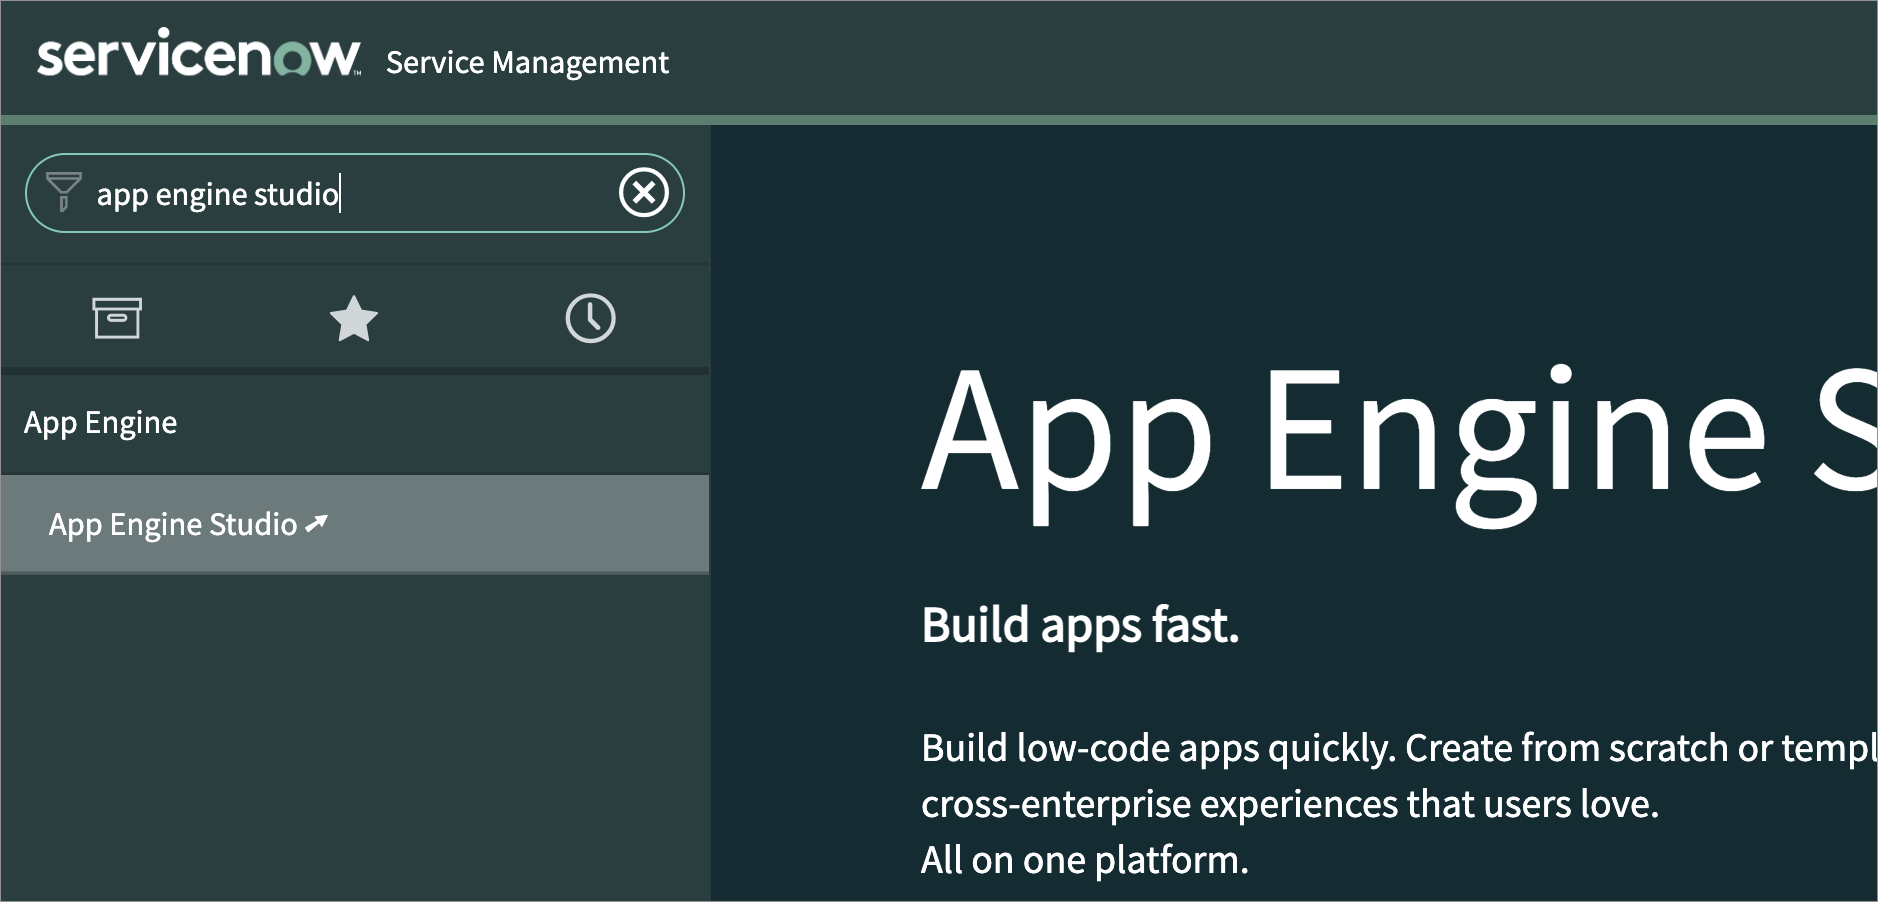 servicenow™ Service Management
app engine studio
App Engine
App Engine Studio
App Engine S
Build apps fast.
Build low-code apps quickly. Create from scratch or templ
cross-enterprise experiences that users love.
All on one platform.